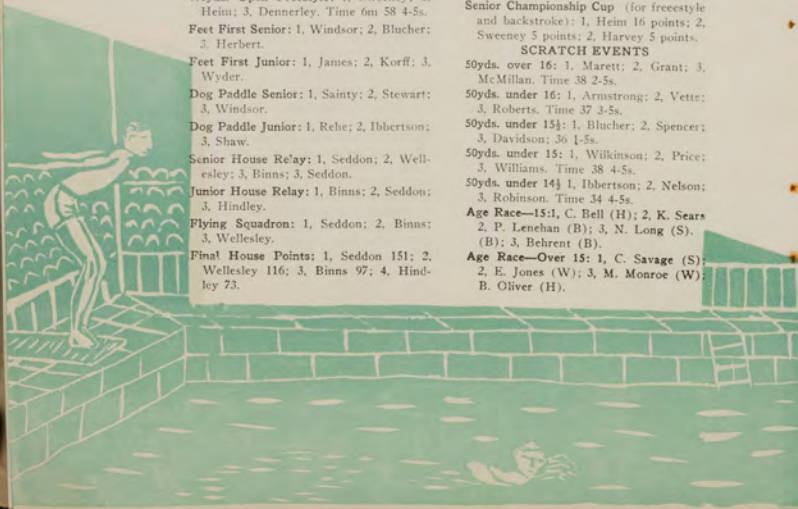 Heim; 3, Dennerley. Time 6m 58 4-5s.
Feet First Senior: 1, Windsor; 2, Blucher;
3, Herbert.
Feet First Junior: 1, James; 2, Korff; 3,
Wyder.
Dog Paddle Senior: 1, Sainty; 2, Stewart;
3, Windsor.
Dog Paddle Junior: 1, Rehe; 2, Ibbertson;
3, Shaw.
Senior House Relay: 1, Seddon; 2, Well-
esley; 3, Binns; 3, Seddon.
Junior House Relay: 1, Binns; 2, Seddon;
3, Hindley.
Flying Squadron: 1, Seddon; 2, Binns;
3, Wellesley.
Final House Points: 1, Seddon 151; 2,
Wellesley 116; 3, Binns 97; 4, Hind-
ley 73.
Senior Championship Cup (for freeestyle
and backstroke): 1, Heim 16 points; 2,
Sweeney 5 points; 2, Harvey 5 points.
SCRATCH EVENTS
50yds. over 16: 1, Marett; 2, Grant; 3,
McMillan. Time 38 2-5s.
50yds. under 16: 1, Armstrong; 2, Vette;
3, Roberts. Time 37 3-5s.
50yds. under 15½: 1, Blucher; 2, Spencer;
3, Davidson; 36 1-5s.
50yds. under 15: 1, Wilkinson; 2, Price;
3, Williams. Time 38 4-5s.
50yds. under 14½ 1, Ibbertson; 2, Nelson;
3, Robinson. Time 34 4-5s.
Age Race—15:1, C. Bell (H); 2, K. Sears
2, P. Lenehan (B); 3, N. Long (S).
(B); 3, Behrent (B).
Age Race—Over 15: 1, C. Savage (S);
2, E. Jones (W); 3, M. Monroe (W);
B. Oliver (H).